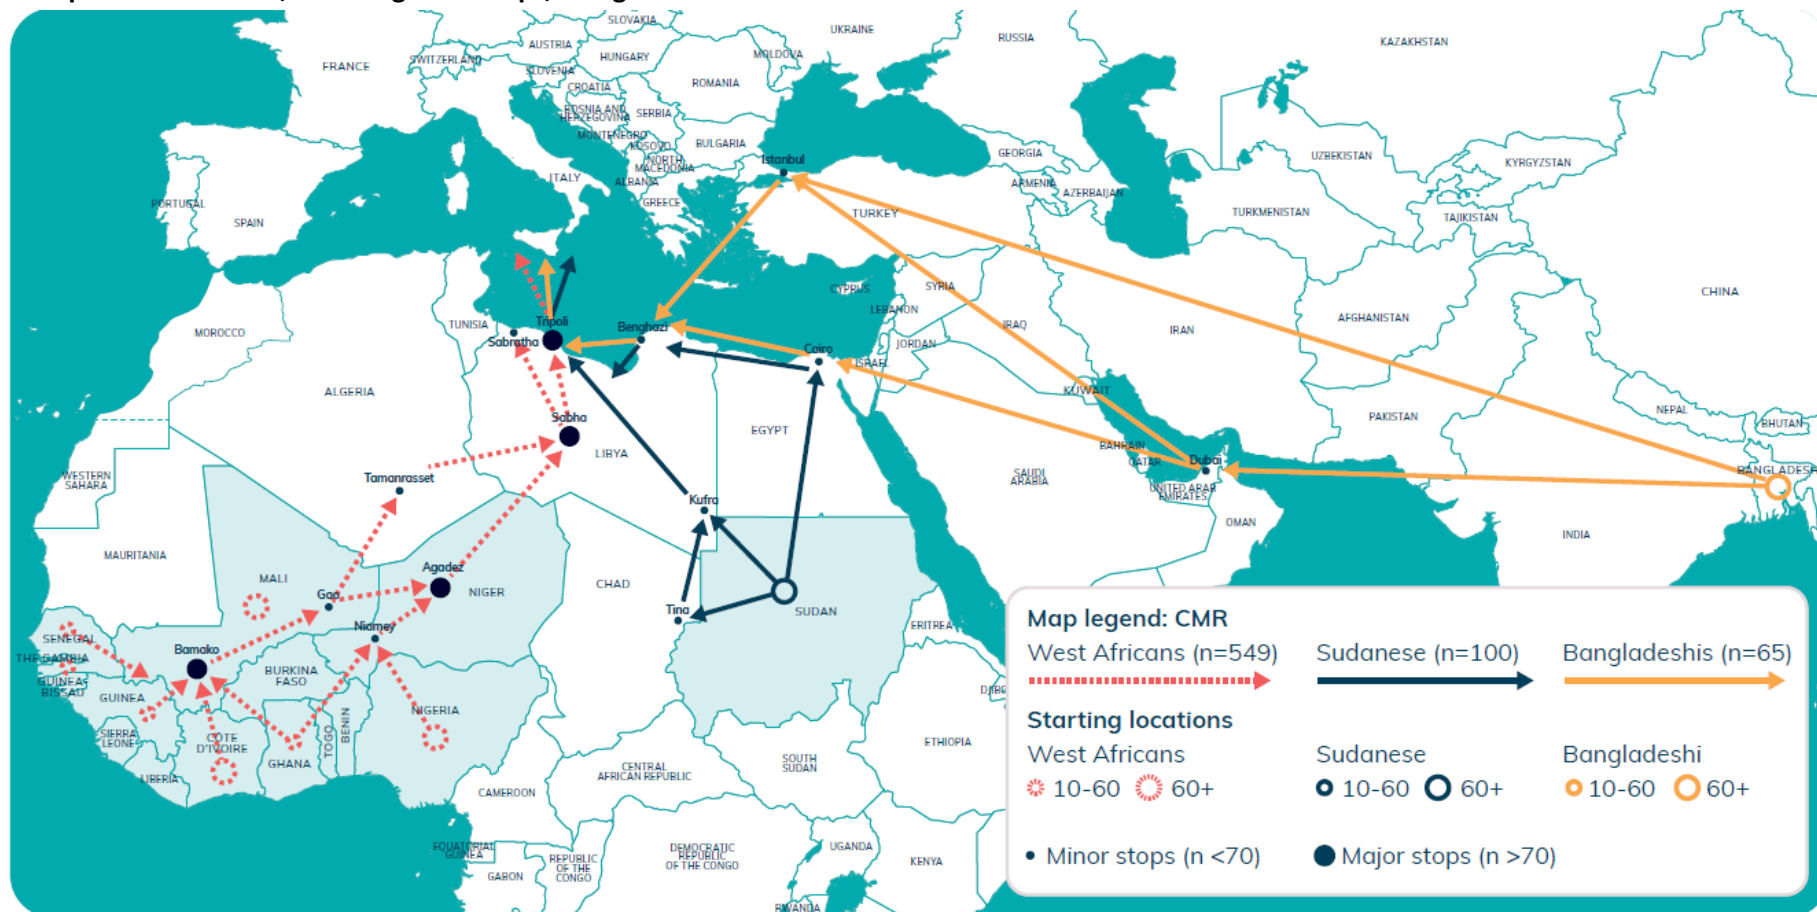 SLOVAKIA
UKRAINE
RUSSIA
KAZAKHSTAN
AUSTRIA
HUNGARY
MOLDOVA
FRANCE
SWITZERLAND
SLOVENIA
ROMANIA
CROATIA
BOSNIA AND
HERZEGOVINA
SERBIA
MONTENEGRO
BULGARIA
KOSOVO
NORTH
MACEDONIA
Istanbul
GEORGIA
UZBEKISTAN
KYRGYZSTAN
ITALY
ALBANIA
ARMENIA
AZERBAIJAN
PORTUGAL
SPAIN
GREECE
TURKEY
TURKMENISTAN
TAJIKISTAN
CYPRUS
SYRIA
LEBANON
CHINA
MOROCCO
TUNISIA
Tripoli
Sabratha
Benghazi
IRAQ
IRAN
AFGHANISTAN
JORDAN
Cairo
ISRAEL
ALGERIA
KUWAIT
Sabha
EGYPT
PAKISTAN
NEPAL
BHUTAN
LIBYA
BAHRAIN
QATAR
Dubai
WESTERN
SAHARA
Tamanrasset
SAUDI
ARABIA
UNITED ARAB
EMIRATES
BANGLADESH
Kufra
OMAN
INDIA
MAURITANIA
MALI
Agadez
NIGER
CHAD
Gao
Tina
SUDAN
Niamey
ERITREA
SENEGAL
THE GAMBIA
Bamako
GUINEA-
BISSAU
GUINEA
BURKINA
FASO
NIGERIA
SIERRA
LEONE
COTE
D'IVOIRE
TOGO
BENIN
GHANA
LIBERIA
ETHIOPIA
CENTRAL
AFRICAN REPUBLIC
SOUTH
SUDAN
CAMEROON
EQUATORIAL
GUINEA
GABON
REPUBLIC
OF THE
CONGO
DEMOCRATIC
REPUBLIC
OF THE CONGO
UGANDA
KENYA
RWANDA
Map legend: CMR
West Africans (n=549)
Sudanese (n=100)
Bangladeshis (n=65)
Starting locations
West Africans
Sudanese
Bangladeshi
10-60
60+
10-60
60+
10-60
60+
Minor stops (n <70)
Major stops (n >70)